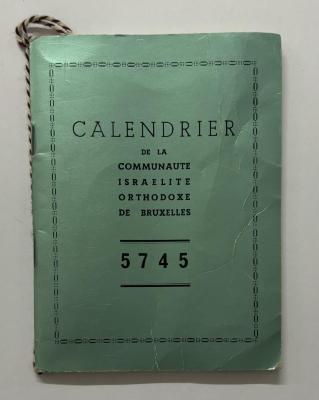 CALENDRIER
DE LA
COMMUNAUTE
ISRAELITE
ORTHODOXE
DE BRUXELLES
5745